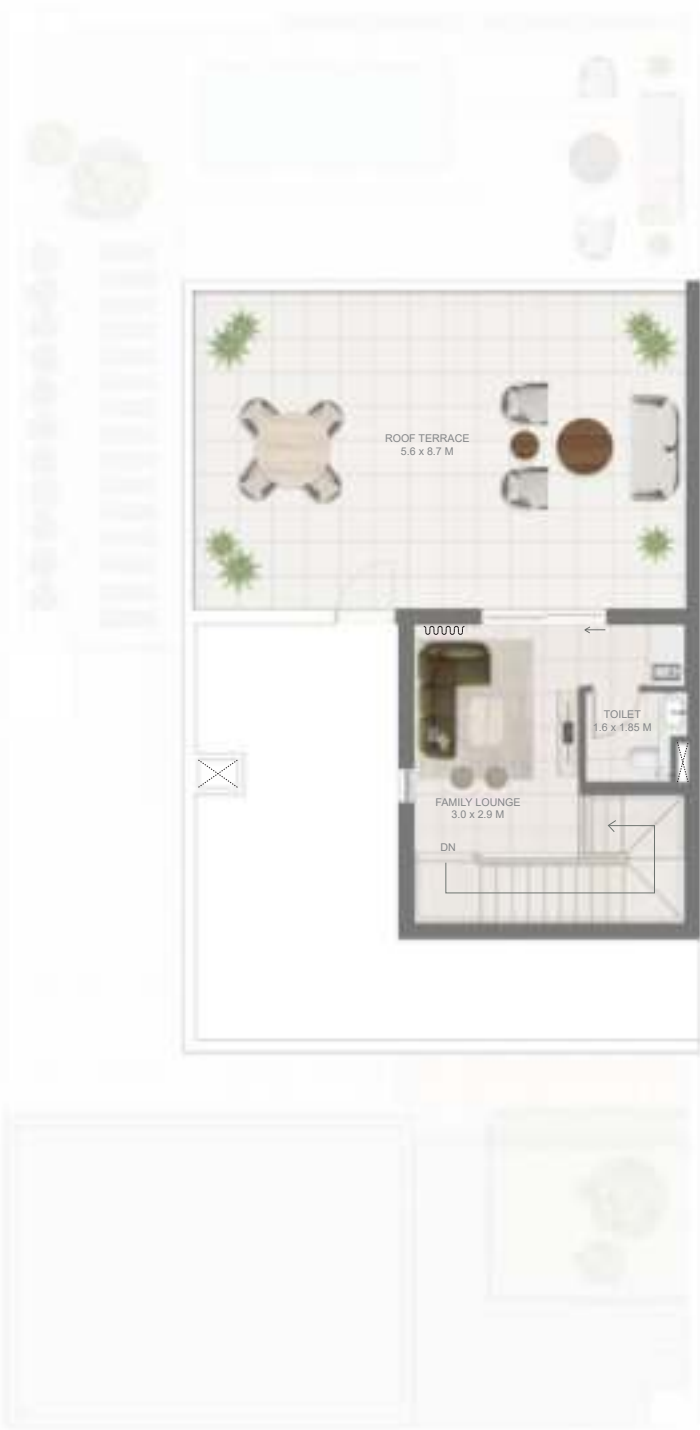 ROOF TERRACE
5.6 x 8.7 M
TOILET
1.6 x 1.85 M
FAMILY LOUNGE
3.0 x 2.9 M
DN